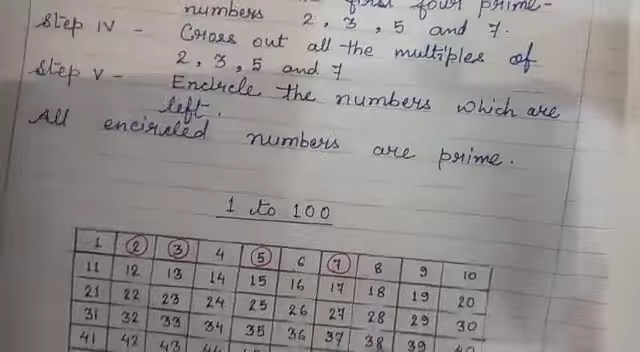 first four prime-
numbers 2, 3, 5 and 7.
Step IV - Cross out all the multiples of
2, 3, 5 and 7
Step V - Encircle the numbers which are
left.
All encircled numbers are prime.
1 to 100
1 2 3 4 5 6 7 8 9 10
11 12 13 14 15 16 17 18 19 20
21 22 23 24 25 26 27 28 29 30
31 32 33 34 35 36 37 38 39 40
41 42 43 44